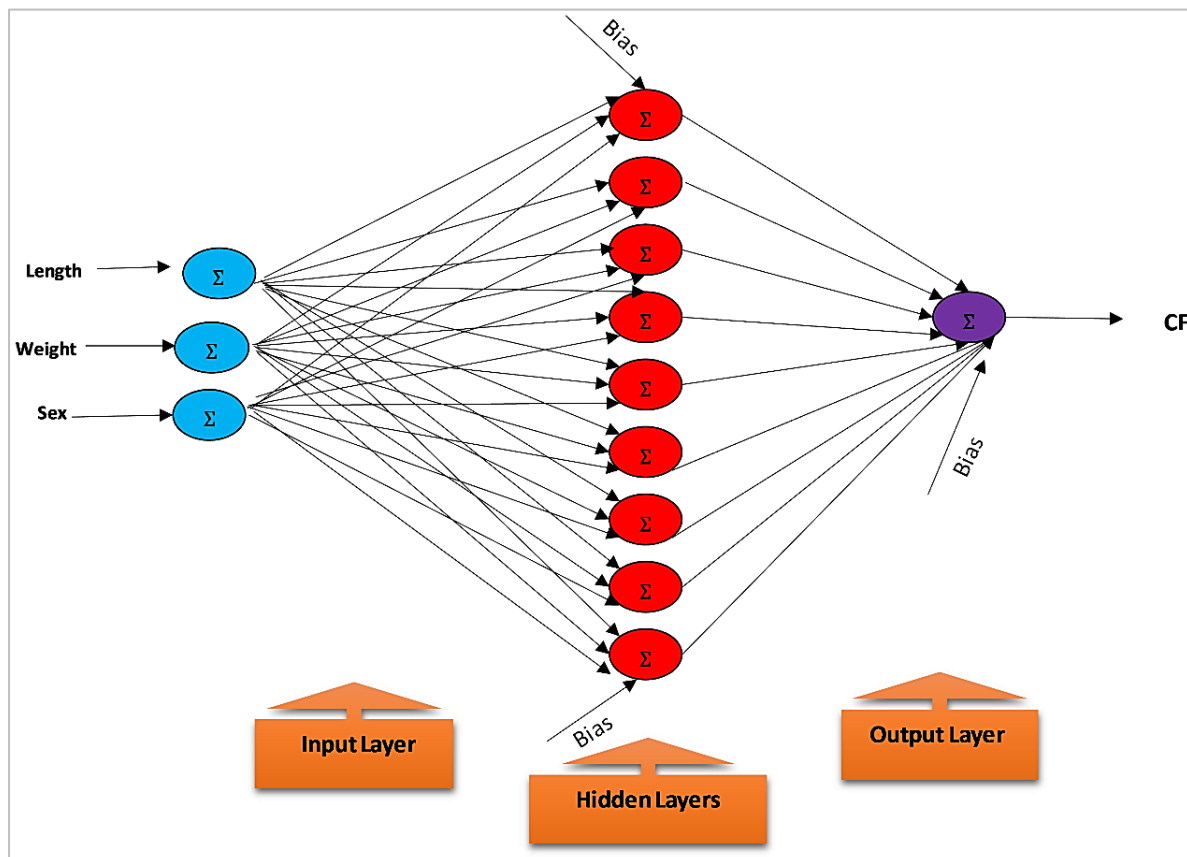 Bias
Σ
Σ
Σ
Length
Σ
Σ
Σ
CF
Weight
Σ
Σ
Sex
Σ
Σ
Bias
Σ
Σ
Σ
Bias
Input Layer
Output Layer
Hidden Layers